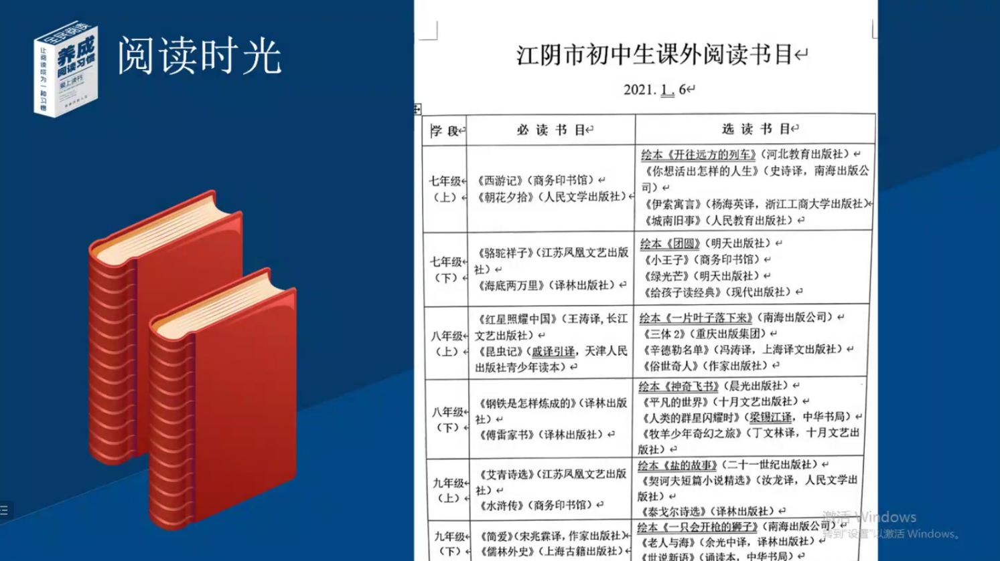 全民阅读
养成
阅读习惯
爱上读书
让阅读成为一种习惯
阅读时光
江阴市初中生课外阅读书目
2021. 1 . 6
学 段 必 读 书 目 选 读 书 目
七年级
（上）
《西游记》（商务印书馆）
《朝花夕拾》（人民文学出版社）
绘本《开往远方的列车》（河北教育出版社）
《你想活出怎样的人生》（史诗译，南海出版公
司）
《伊索寓言》（杨海英译，浙江工商大学出版社）
《城南旧事》（人民教育出版社）
七年级
（下）
《骆驼祥子》（江苏凤凰文艺出版
社）
《海底两万里》（译林出版社）
绘本《团圆》（明天出版社）
《小王子》（商务印书馆）
《绿光芒》（明天出版社）
《给孩子读经典》（现代出版社）
八年级
（上）
《红星照耀中国》（王涛译, 长江
文艺出版社）
《昆虫记》（戚译引译，天津人民
出版社青少年读本）
绘本《一片叶子落下来》（南海出版公司）
《三体 2》（重庆出版集团）
《辛德勒名单》（冯涛译，上海译文出版社）
《俗世奇人》（作家出版社）
八年级
（下）
《钢铁是怎样炼成的》（译林出版
社）
《傅雷家书》（译林出版社）
绘本《神奇飞书》（晨光出版社）
《平凡的世界》（十月文艺出版社）
《人类的群星闪耀时》（梁锡江译，中华书局）
《牧羊少年奇幻之旅》（丁文林译，十月文艺出
版社）
九年级
（上）
《艾青诗选》（江苏凤凰文艺出版
社）
《水浒传》（商务印书馆）
绘本《盐的故事》（二十一世纪出版社）
《契诃夫短篇小说精选》（汝龙译，人民文学出
版社）
《泰戈尔诗选》（译林出版社）
九年级
（下）
《简爱》（宋兆霖译, 作家出版社）
《儒林外史》（上海古籍出版社）
绘本《一只会开枪的狮子》（南海出版公司）
《老人与海》（余光中译，译林出版社）
《世说新语》（诵读本，中华书局）
激活 Windows
转到"设置"以激活 Windows。